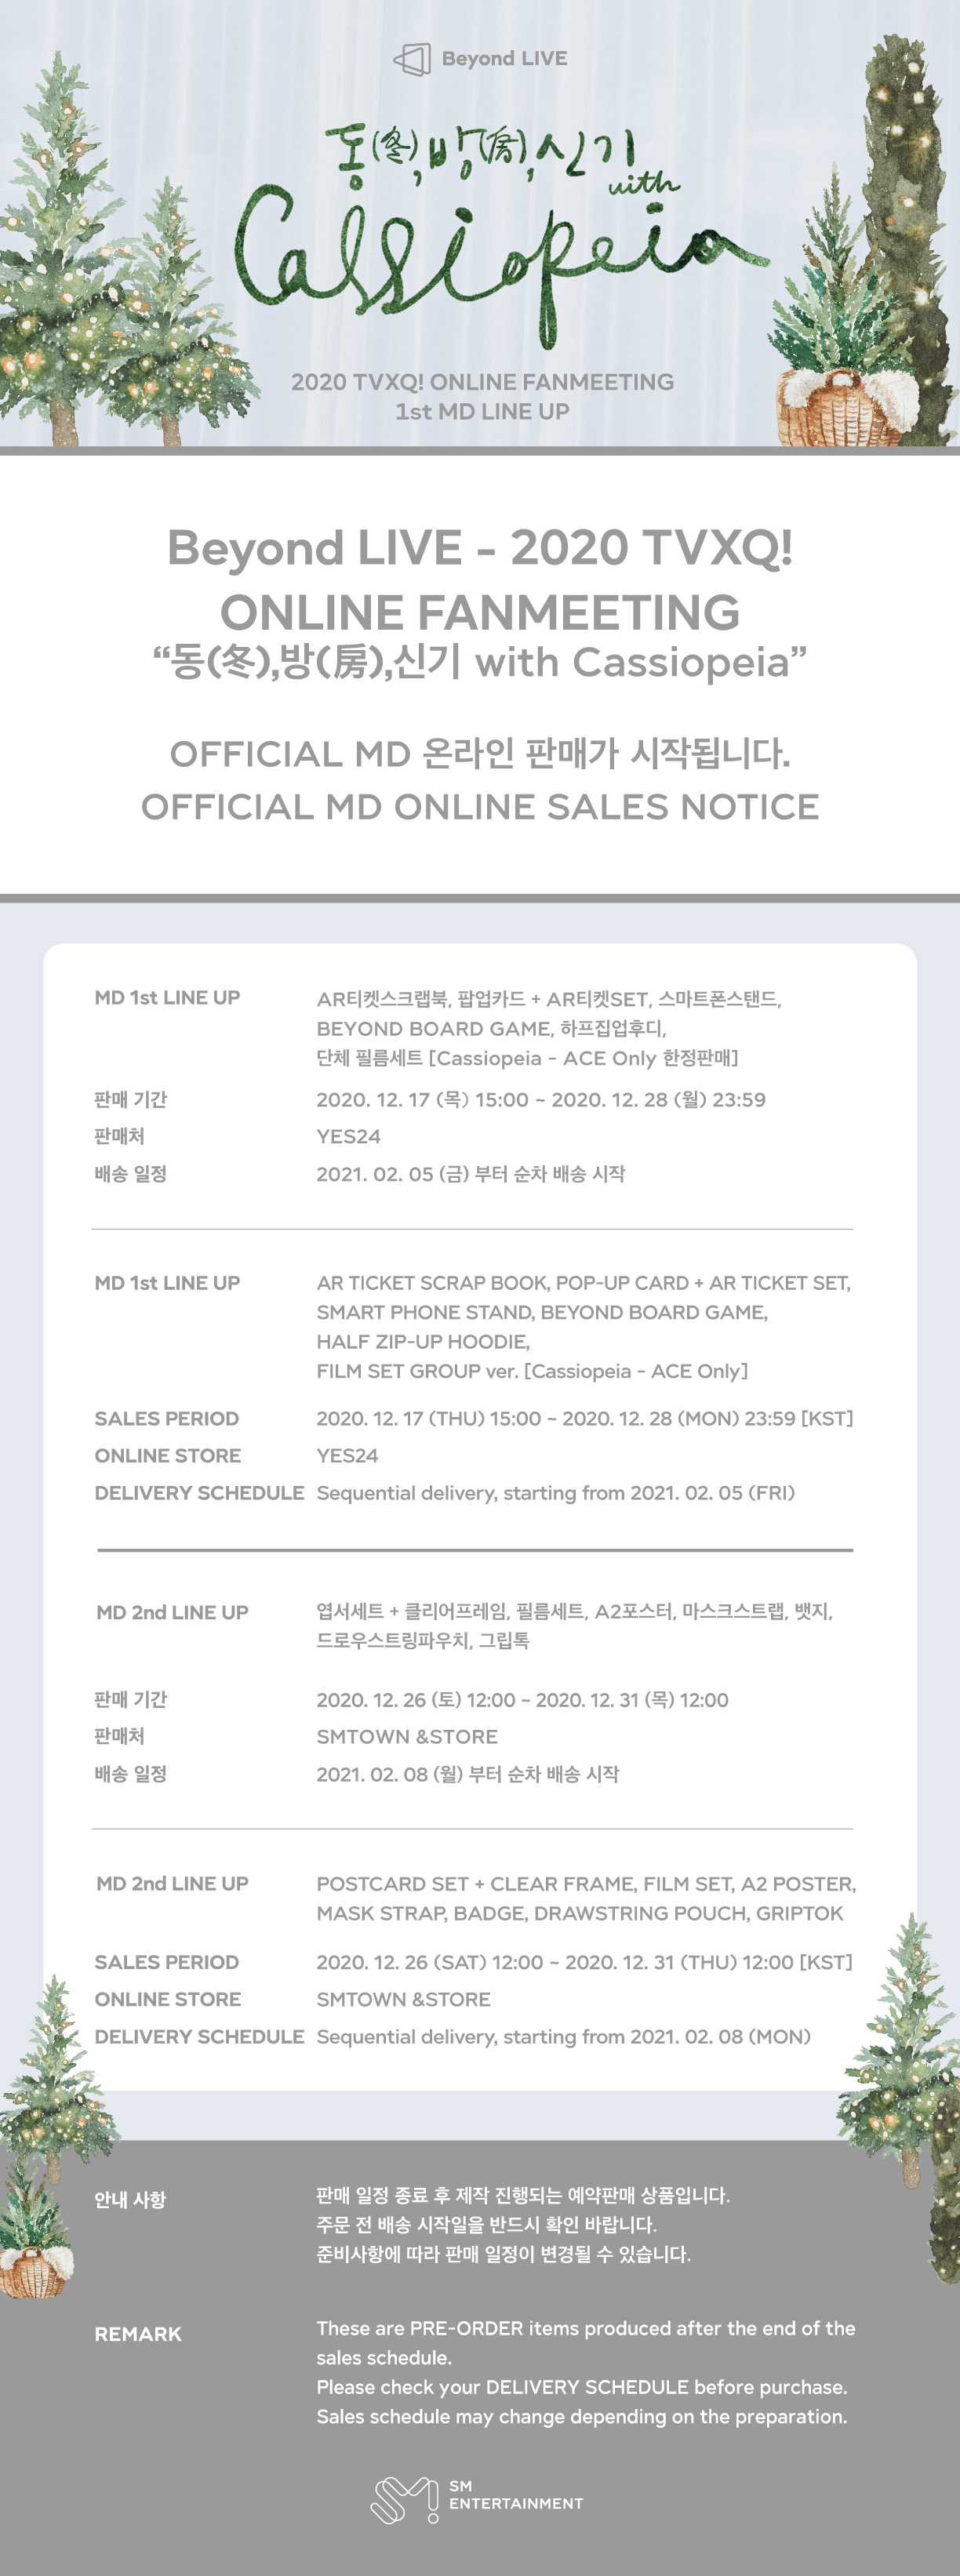 Beyond LIVE
동(冬),방(房),신기
with
Cassiopeia
2020 TVXQ! ONLINE FANMEETING
1st MD LINE UP
Beyond LIVE - 2020 TVXQ!
ONLINE FANMEETING
“동(冬),방(房),신기 with Cassiopeia”
OFFICIAL MD 온라인 판매가 시작됩니다.
OFFICIAL MD ONLINE SALES NOTICE
MD 1st LINE UP AR티켓스크랩북, 팝업카드 + AR티켓SET, 스마트폰스탠드,
BEYOND BOARD GAME, 하프집업후디,
단체 필름세트 [Cassiopeia - ACE Only 한정판매]
판매 기간 2020. 12. 17 (목) 15:00 ~ 2020. 12. 28 (월) 23:59
판매처 YES24
배송 일정 2021. 02. 05 (금) 부터 순차 배송 시작
MD 1st LINE UP AR TICKET SCRAP BOOK, POP-UP CARD + AR TICKET SET,
SMART PHONE STAND, BEYOND BOARD GAME,
HALF ZIP-UP HOODIE,
FILM SET GROUP ver. [Cassiopeia - ACE Only]
SALES PERIOD 2020. 12. 17 (THU) 15:00 ~ 2020. 12. 28 (MON) 23:59 [KST]
ONLINE STORE YES24
DELIVERY SCHEDULE Sequential delivery, starting from 2021. 02. 05 (FRI)
MD 2nd LINE UP 엽서세트 + 클리어프레임, 필름세트, A2포스터, 마스크스트랩, 뱃지,
드로우스트링파우치, 그립톡
판매 기간 2020. 12. 26 (토) 12:00 ~ 2020. 12. 31 (목) 12:00
판매처 SMTOWN &STORE
배송 일정 2021. 02. 08 (월) 부터 순차 배송 시작
MD 2nd LINE UP POSTCARD SET + CLEAR FRAME, FILM SET, A2 POSTER,
MASK STRAP, BADGE, DRAWSTRING POUCH, GRIPTOK
SALES PERIOD 2020. 12. 26 (SAT) 12:00 ~ 2020. 12. 31 (THU) 12:00 [KST]
ONLINE STORE SMTOWN &STORE
DELIVERY SCHEDULE Sequential delivery, starting from 2021. 02. 08 (MON)
안내 사항 판매 일정 종료 후 제작 진행되는 예약판매 상품입니다.
주문 전 배송 시작일을 반드시 확인 바랍니다.
준비사항에 따라 판매 일정이 변경될 수 있습니다.
REMARK These are PRE-ORDER items produced after the end of the
sales schedule.
Please check your DELIVERY SCHEDULE before purchase.
Sales schedule may change depending on the preparation.
SM
ENTERTAINMENT